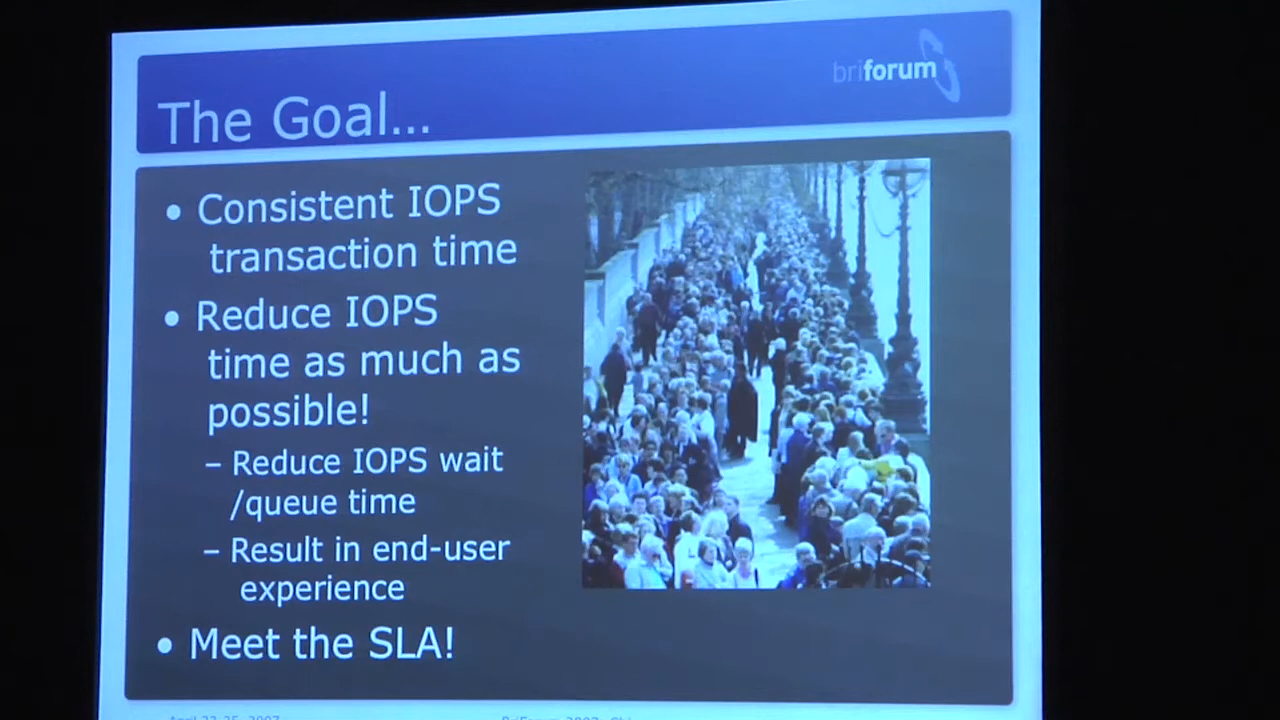 briforum
The Goal...
• Consistent IOPS
transaction time
• Reduce IOPS
time as much as
possible!
– Reduce IOPS wait
/queue time
– Result in end-user
experience
• Meet the SLA!